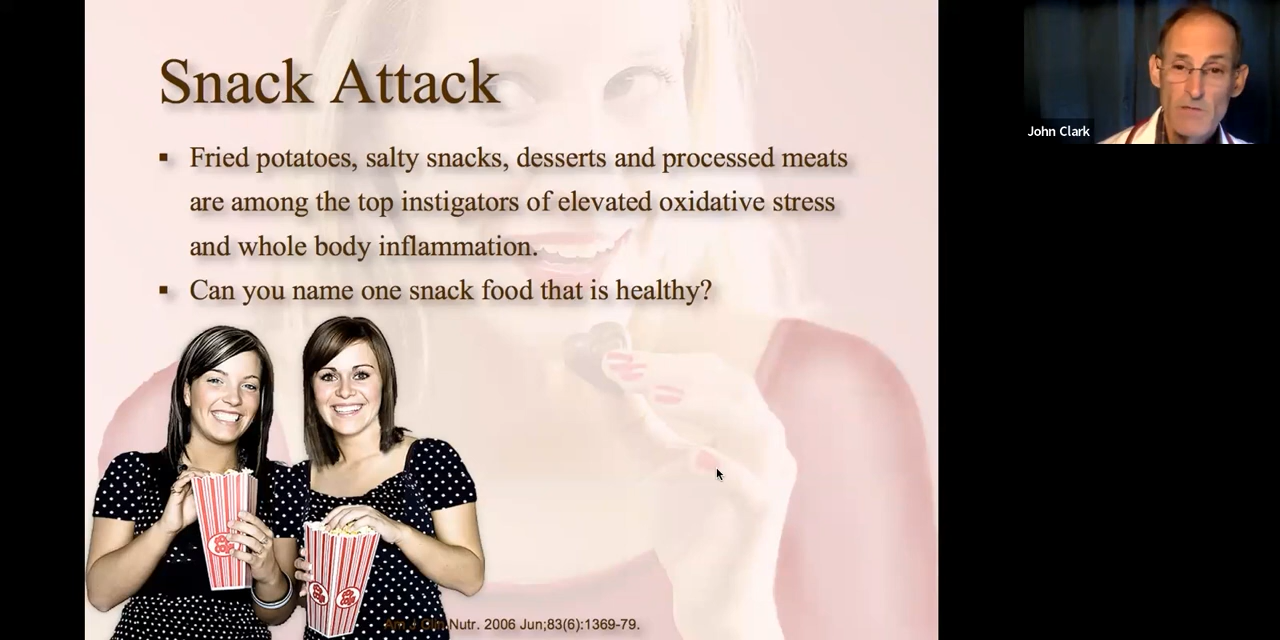 Snack Attack
John Clark
▪ Fried potatoes, salty snacks, desserts and processed meats
are among the top instigators of elevated oxidative stress
and whole body inflammation.
▪ Can you name one snack food that is healthy?
Nutr. 2006 Jun;83(6):1369-79.